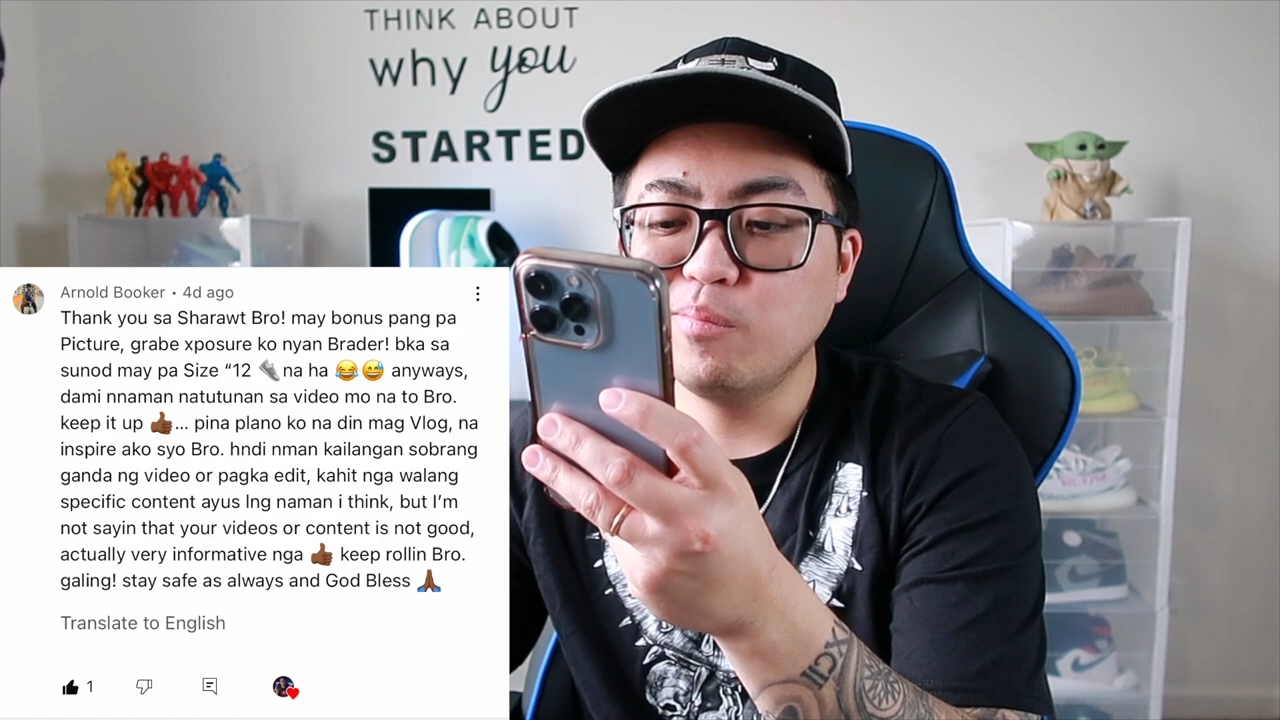 THINK ABOUT
why you
STARTED
Arnold Booker • 4d ago
Thank you sa Sharawt Bro! may bonus pang pa
Picture, grabe xposure ko nyan Brader! bka sa
sunod may pa Size “12 👟na ha 😂😅 anyways,
dami nnaman natutunan sa video mo na to Bro.
keep it up 👍🏾... pina plano ko na din mag Vlog, na
inspire ako syo Bro. hndi nman kailangan sobrang
ganda ng video or pagka edit, kahit nga walang
specific content ayus lng naman i think, but I’m
not sayin that your videos or content is not good,
actually very informative nga 👍🏾 keep rollin Bro.
galing! stay safe as always and God Bless 🙏🏾
Translate to English
1
XCII